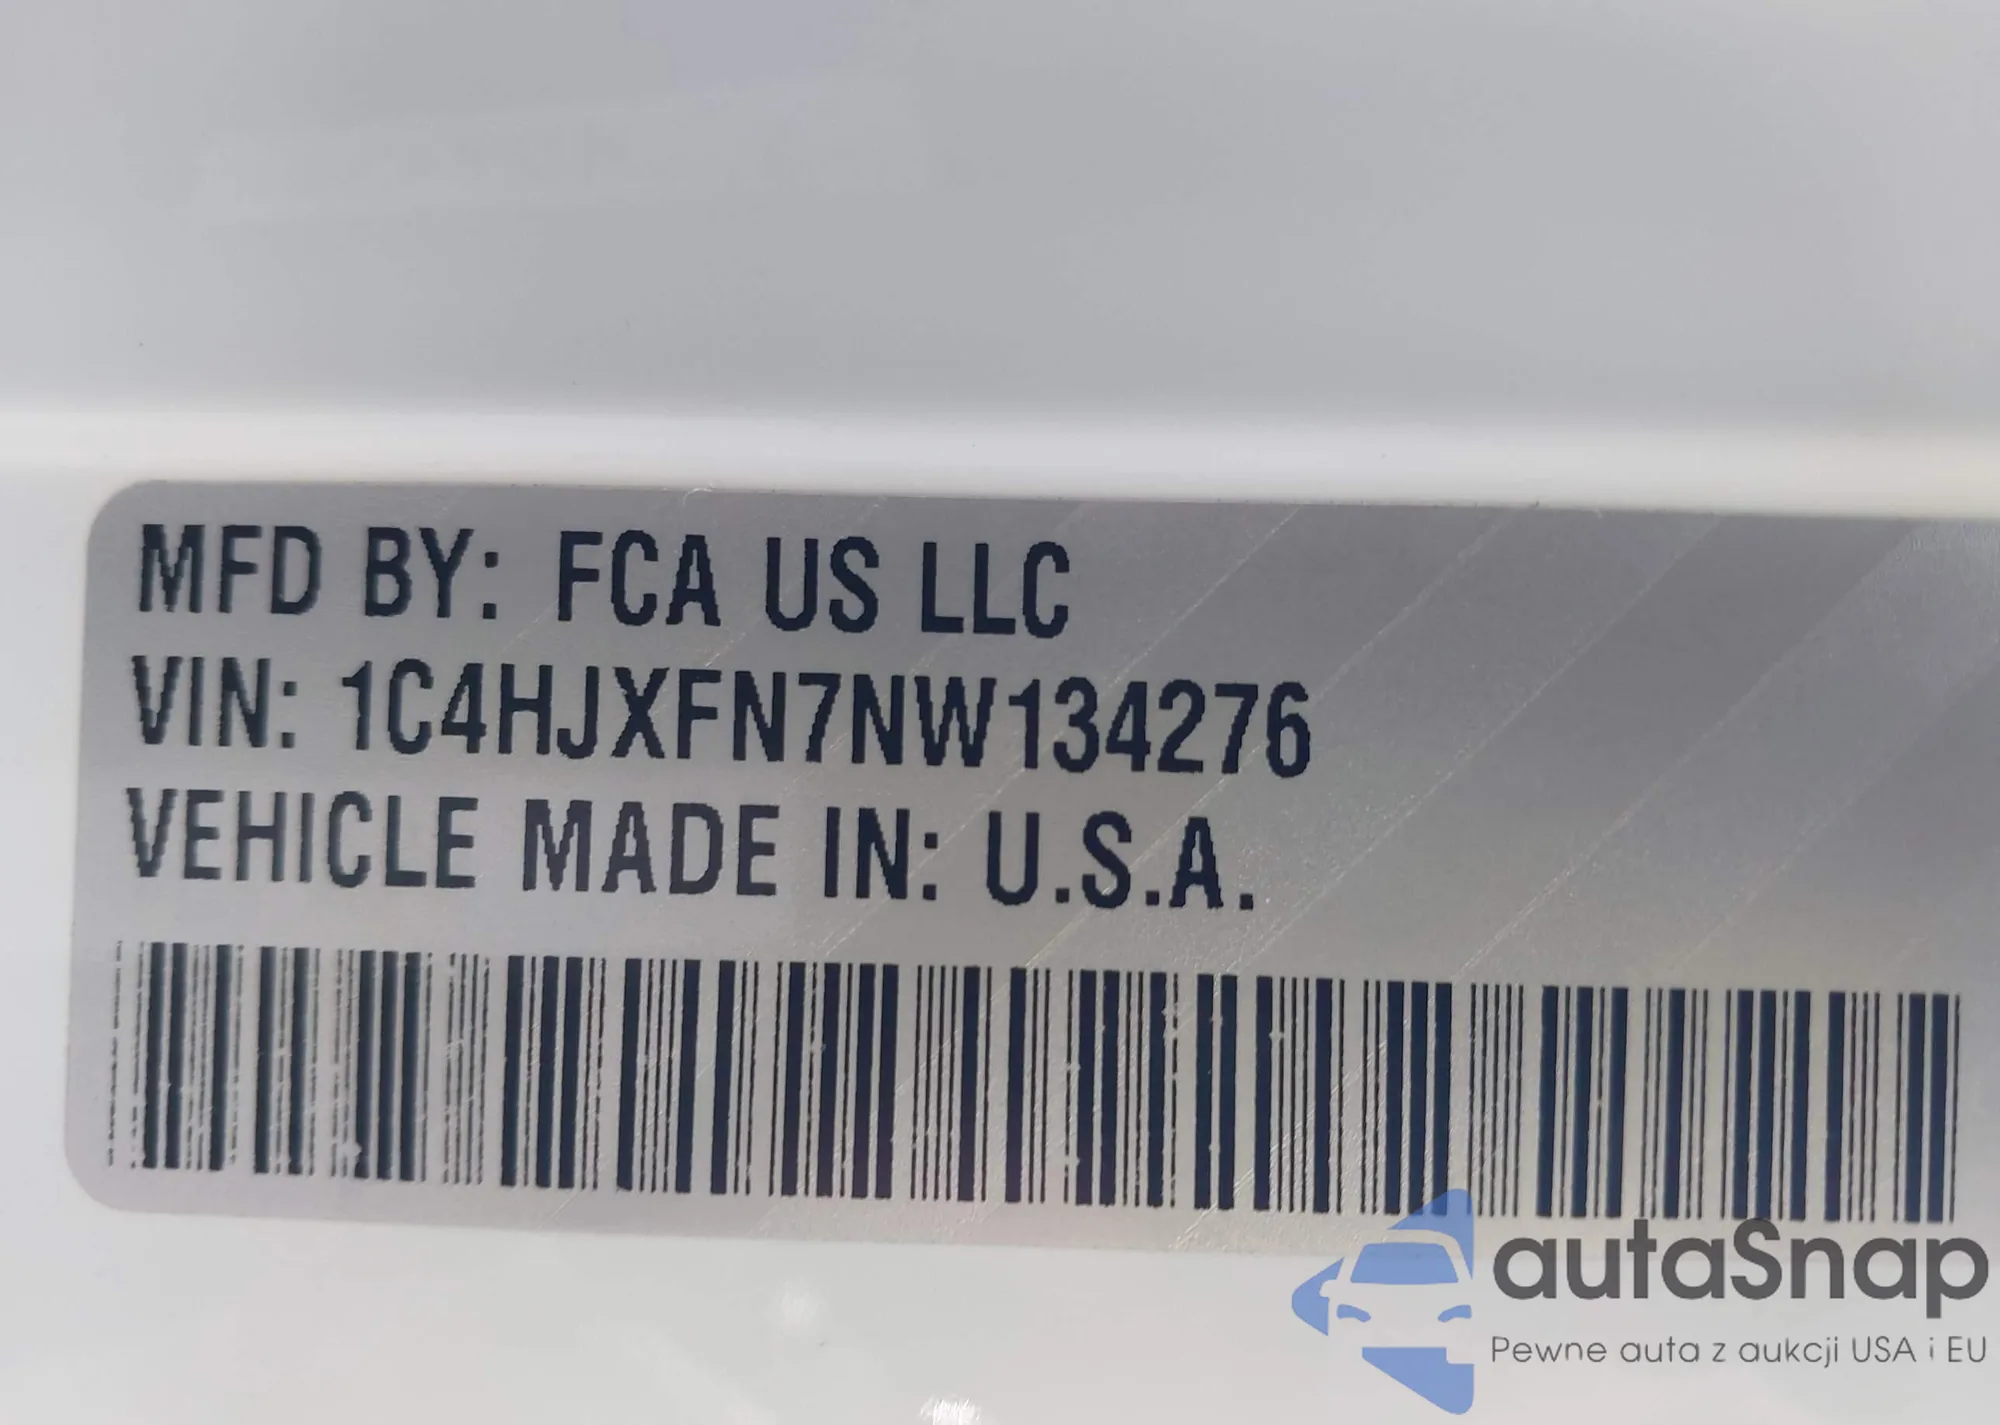 MFD BY: FCA US LLC
VIN: 1C4HJXFN7NW134276
VEHICLE MADE IN: U.S.A.
autaSnap
Pewne auta z aukcji USA i EU